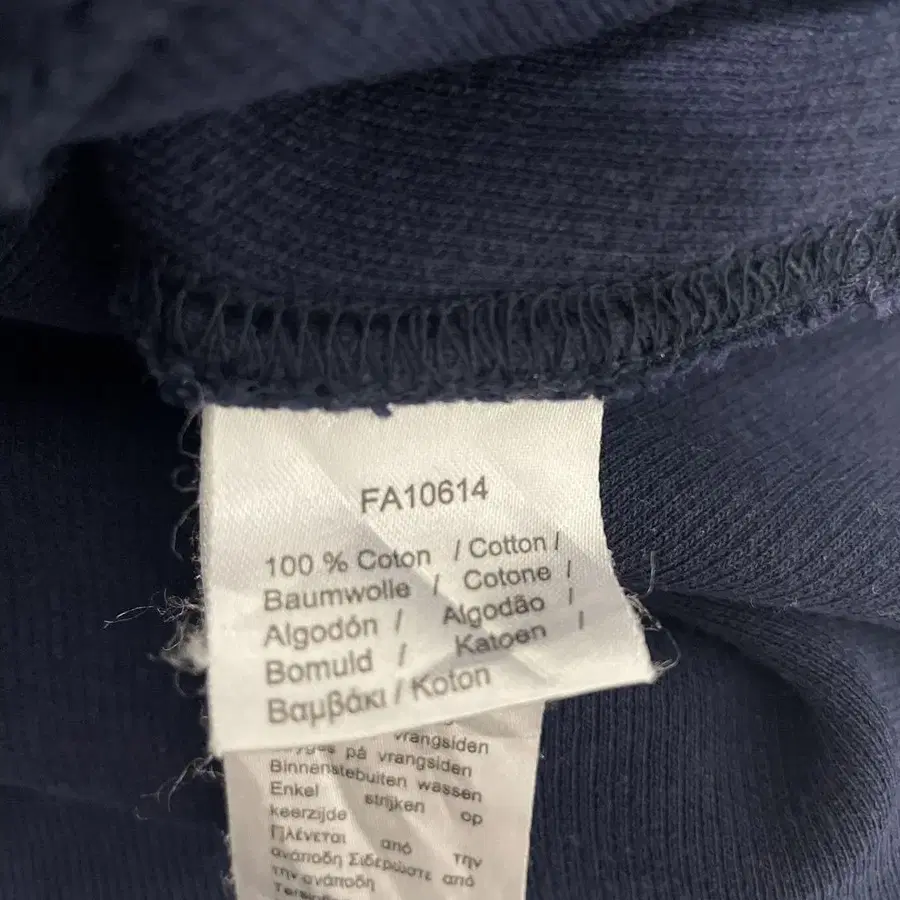 FA10614
100 % Coton / Cotton /
Baumwolle / Cotone /
Algodón / Algodão /
Bomuld / Katoen /
Βαμβάκι / Koton
vrangsiden
på vrangsiden
Binnenstebuiten wassen
Enkel strijken op
keerzijde
Πλένεται από την
ανάποδη Σιδερώστε από
την ανάποδη